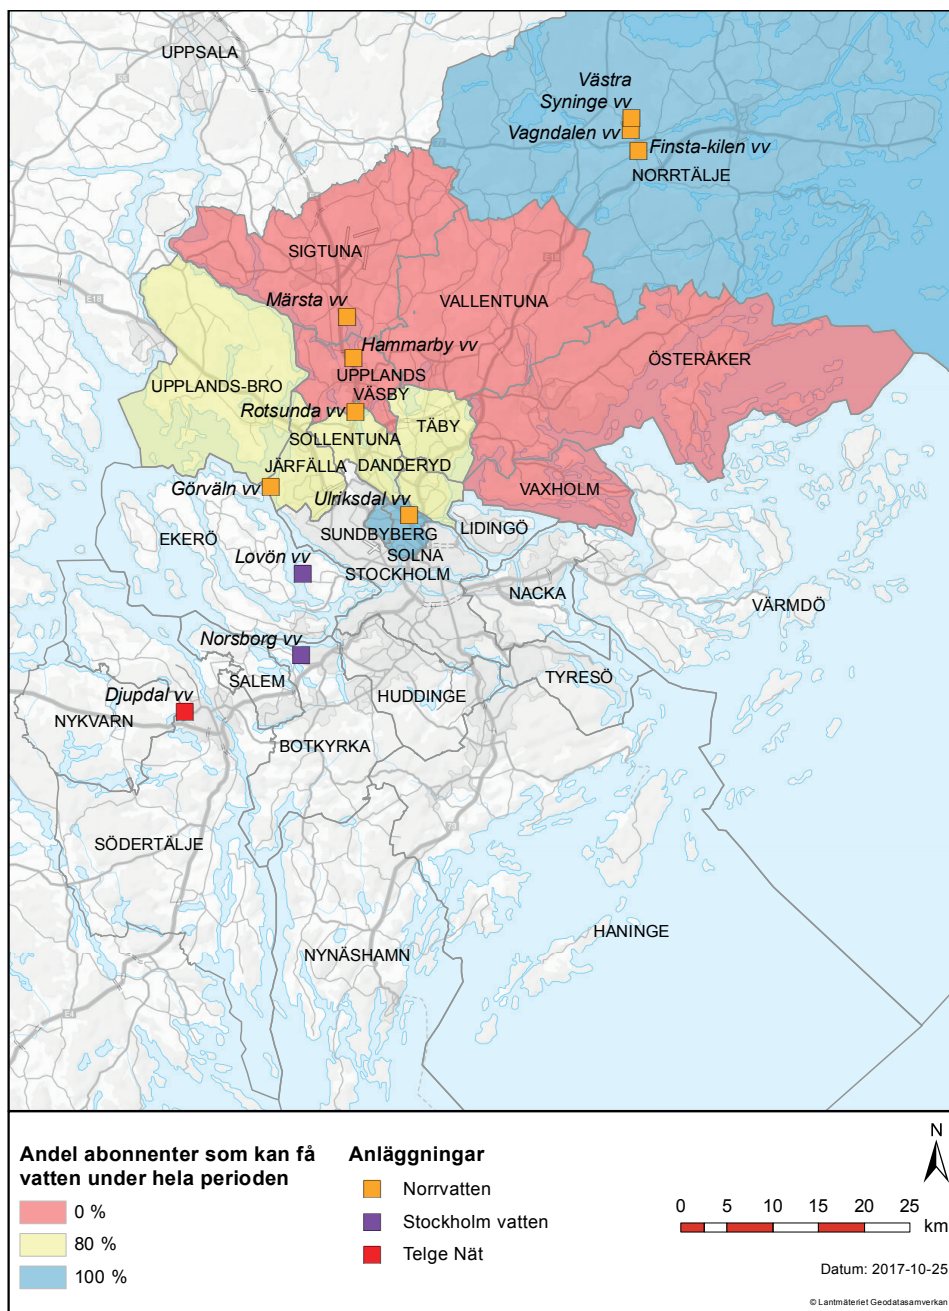 UPPSALA
Västra
Syninge vv
Vagndalen vv
Finsta-kilen vv
NORRTÄLJE
SIGTUNA
E18
Märsta vv
VALLENTUNA
Hammarby vv
ÖSTERÅKER
UPPLANDS
VÄSBY
UPPLANDS-BRO
Rotsunda vv
TÄBY
SOLLENTUNA
JÄRFÄLLA
DANDERYD
Görväln vv
VAXHOLM
Ulriksdal vv
LIDINGÖ
EKERÖ
SUNDBYBERG
SOLNA
Lovön vv
STOCKHOLM
NACKA
VÄRMDÖ
Norsborg vv
SALEM
TYRESÖ
HUDDINGE
Djupdal vv
NYKVARN
BOTKYRKA
SÖDERTÄLJE
73
HANINGE
NYNÄSHAMN
E4
Andel abonnenter som kan få
vatten under hela perioden
0 %
80 %
100 %
Anläggningar
Norrvatten
Stockholm vatten
Telge Nät
N
0 5 10 15 20 25
km
Datum: 2017-10-25
© Lantmäteriet Geodatasamverkan